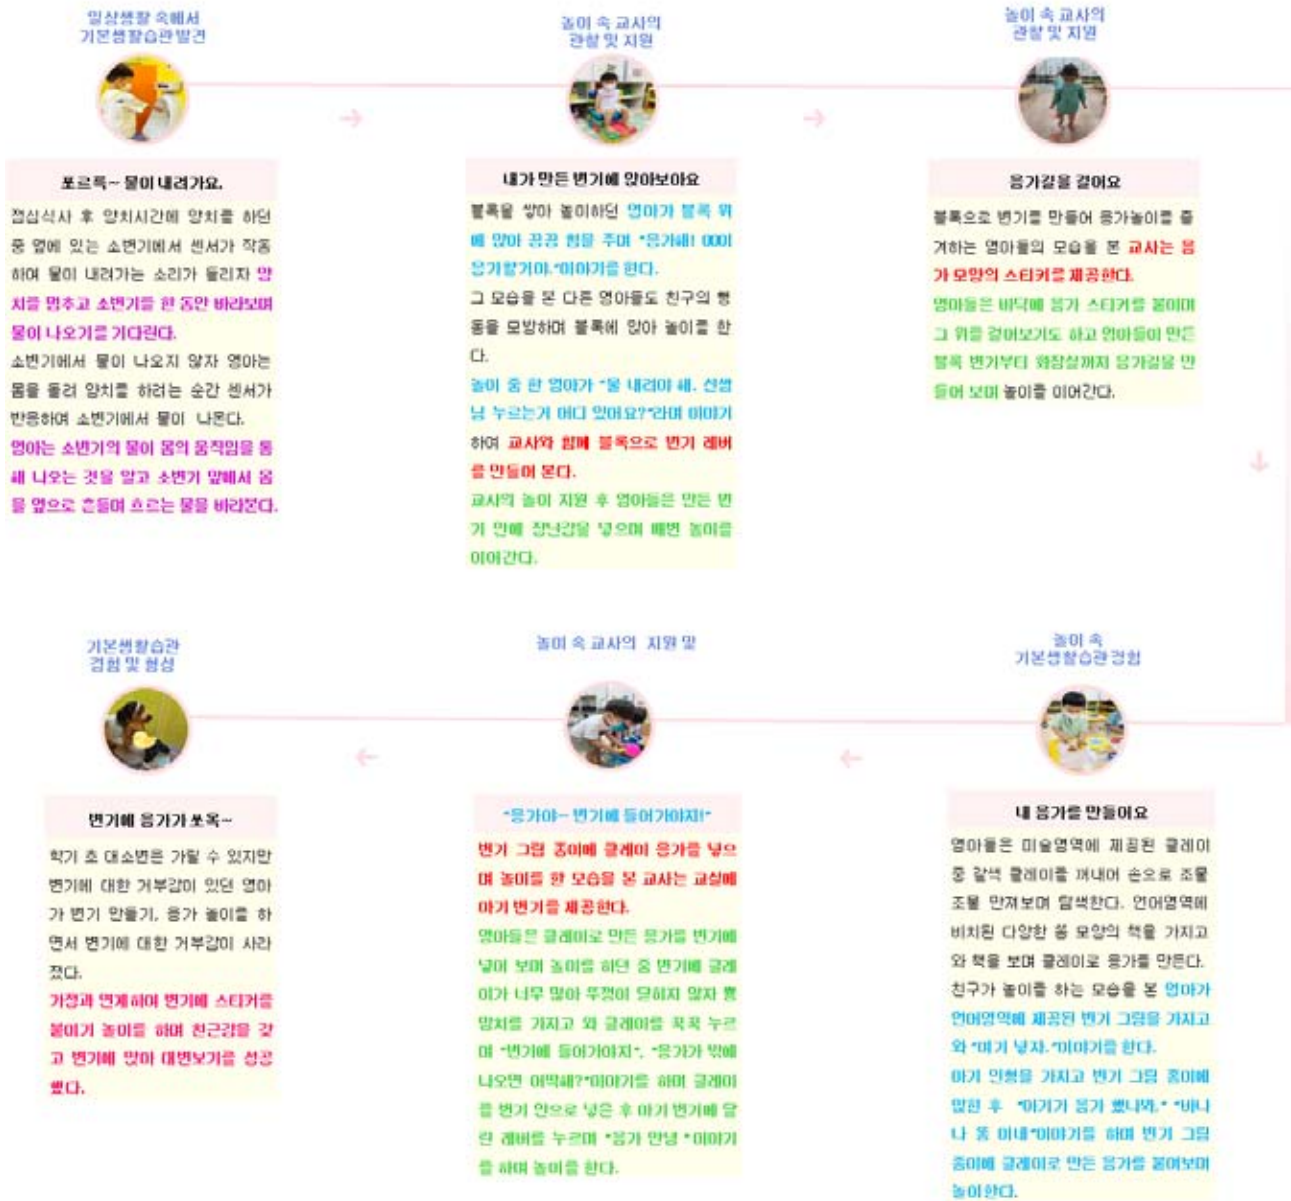 일상생활 속에서
기본생활습관 발견
포르륵~ 물이 내려가요.
점심식사 후 양치시간에 양치를 하던
중 옆에 있는 소변기에서 센서가 작동
하여 물이 내려가는 소리가 들리자 양
치를 멈추고 소변기를 한 동안 바라보며
물이 나오기를 기다린다.
소변기에서 물이 나오지 않자 영아는
몸을 돌려 양치를 하려는 순간 센서가
반응하여 소변기에서 물이 나온다.
영아는 소변기의 물이 몸의 움직임을 통
해 나오는 것을 알고 소변기 앞에서 몸
을 옆으로 흔들며 흐르는 물을 바라본다.
놀이 속 교사의
관찰 및 지원
내가 만든 변기에 앉아보아요
블록을 쌓아 놀이하던 영아가 블록 위
에 앉아 끙끙 힘을 주며 "응가해! 000이
응가할거야."이야기를 한다.
그 모습을 본 다른 영아들도 친구의 행
동을 모방하며 블록에 앉아 놀이를 한
다.
놀이 중 한 영아가 "물 내려야 해. 선생
님 누르는거 어디 있어요?"라며 이야기
하여 교사와 함께 블록으로 변기 레버
를 만들어 본다.
교사의 놀이 지원 후 영아들은 만든 변
기 안에 장난감을 넣으며 배변 놀이를
이어간다.
놀이 속 교사의
관찰 및 지원
응가길을 걸어요
블록으로 변기를 만들어 응가놀이를 즐
겨하는 영아들의 모습을 본 교사는 응
가 모양의 스티커를 제공한다.
영아들은 바닥에 응가 스티커를 붙이며
그 위를 걸어보기도 하고 영아들이 만든
블록 변기부터 화장실까지 응가길을 만
들어 보며 놀이를 이어간다.
놀이 속
기본생활습관 경험
내 응가를 만들어요
영아들은 미술영역에 제공된 클레이
중 갈색 클레이를 꺼내어 손으로 조물
조물 만져보며 탐색한다. 언어영역에
비치된 다양한 똥 모양의 책을 가지고
와 책을 보며 클레이로 응가를 만든다.
친구가 놀이를 하는 모습을 본 영아가
언어영역에 제공된 변기 그림을 가지고
와 "여기 넣자."이야기를 한다.
아기 인형을 가지고 변기 그림 종이에
앉힌 후 "아기가 응가 했나봐." "바나
나 똥 이네"이야기를 하며 변기 그림
종이에 클레이로 만든 응가를 붙여보며
놀이한다.
놀이 속 교사의 지원 및
"응가야~ 변기에 들어가야지!"
변기 그림 종이에 클레이 응가를 넣으
며 놀이를 한 모습을 본 교사는 교실에
아기 변기를 제공한다.
영아들은 클레이로 만든 응가를 변기에
넣어 보며 놀이를 하던 중 변기에 클레
이가 너무 많아 뚜껑이 닫히지 않자 뿅
망치를 가지고 와 클레이를 꾹꾹 누르
며 "변기에 들어가야지", "응가가 밖에
나오면 어떡해?"이야기를 하며 클레이
를 변기 안으로 넣은 후 아기 변기에 달
린 레버를 누르며 "응가 안녕 "이야기
를 하며 놀이를 한다.
기본생활습관
경험 및 형성
변기에 응가가 쏘옥~
학기 초 대소변은 가릴 수 있지만
변기에 대한 거부감이 있던 영아
가 변기 만들기, 응가 놀이를 하
면서 변기에 대한 거부감이 사라
졌다.
가정과 연계하여 변기에 스티커를
붙이기 놀이를 하며 친근감을 갖
고 변기에 앉아 대변보기를 성공
했다.